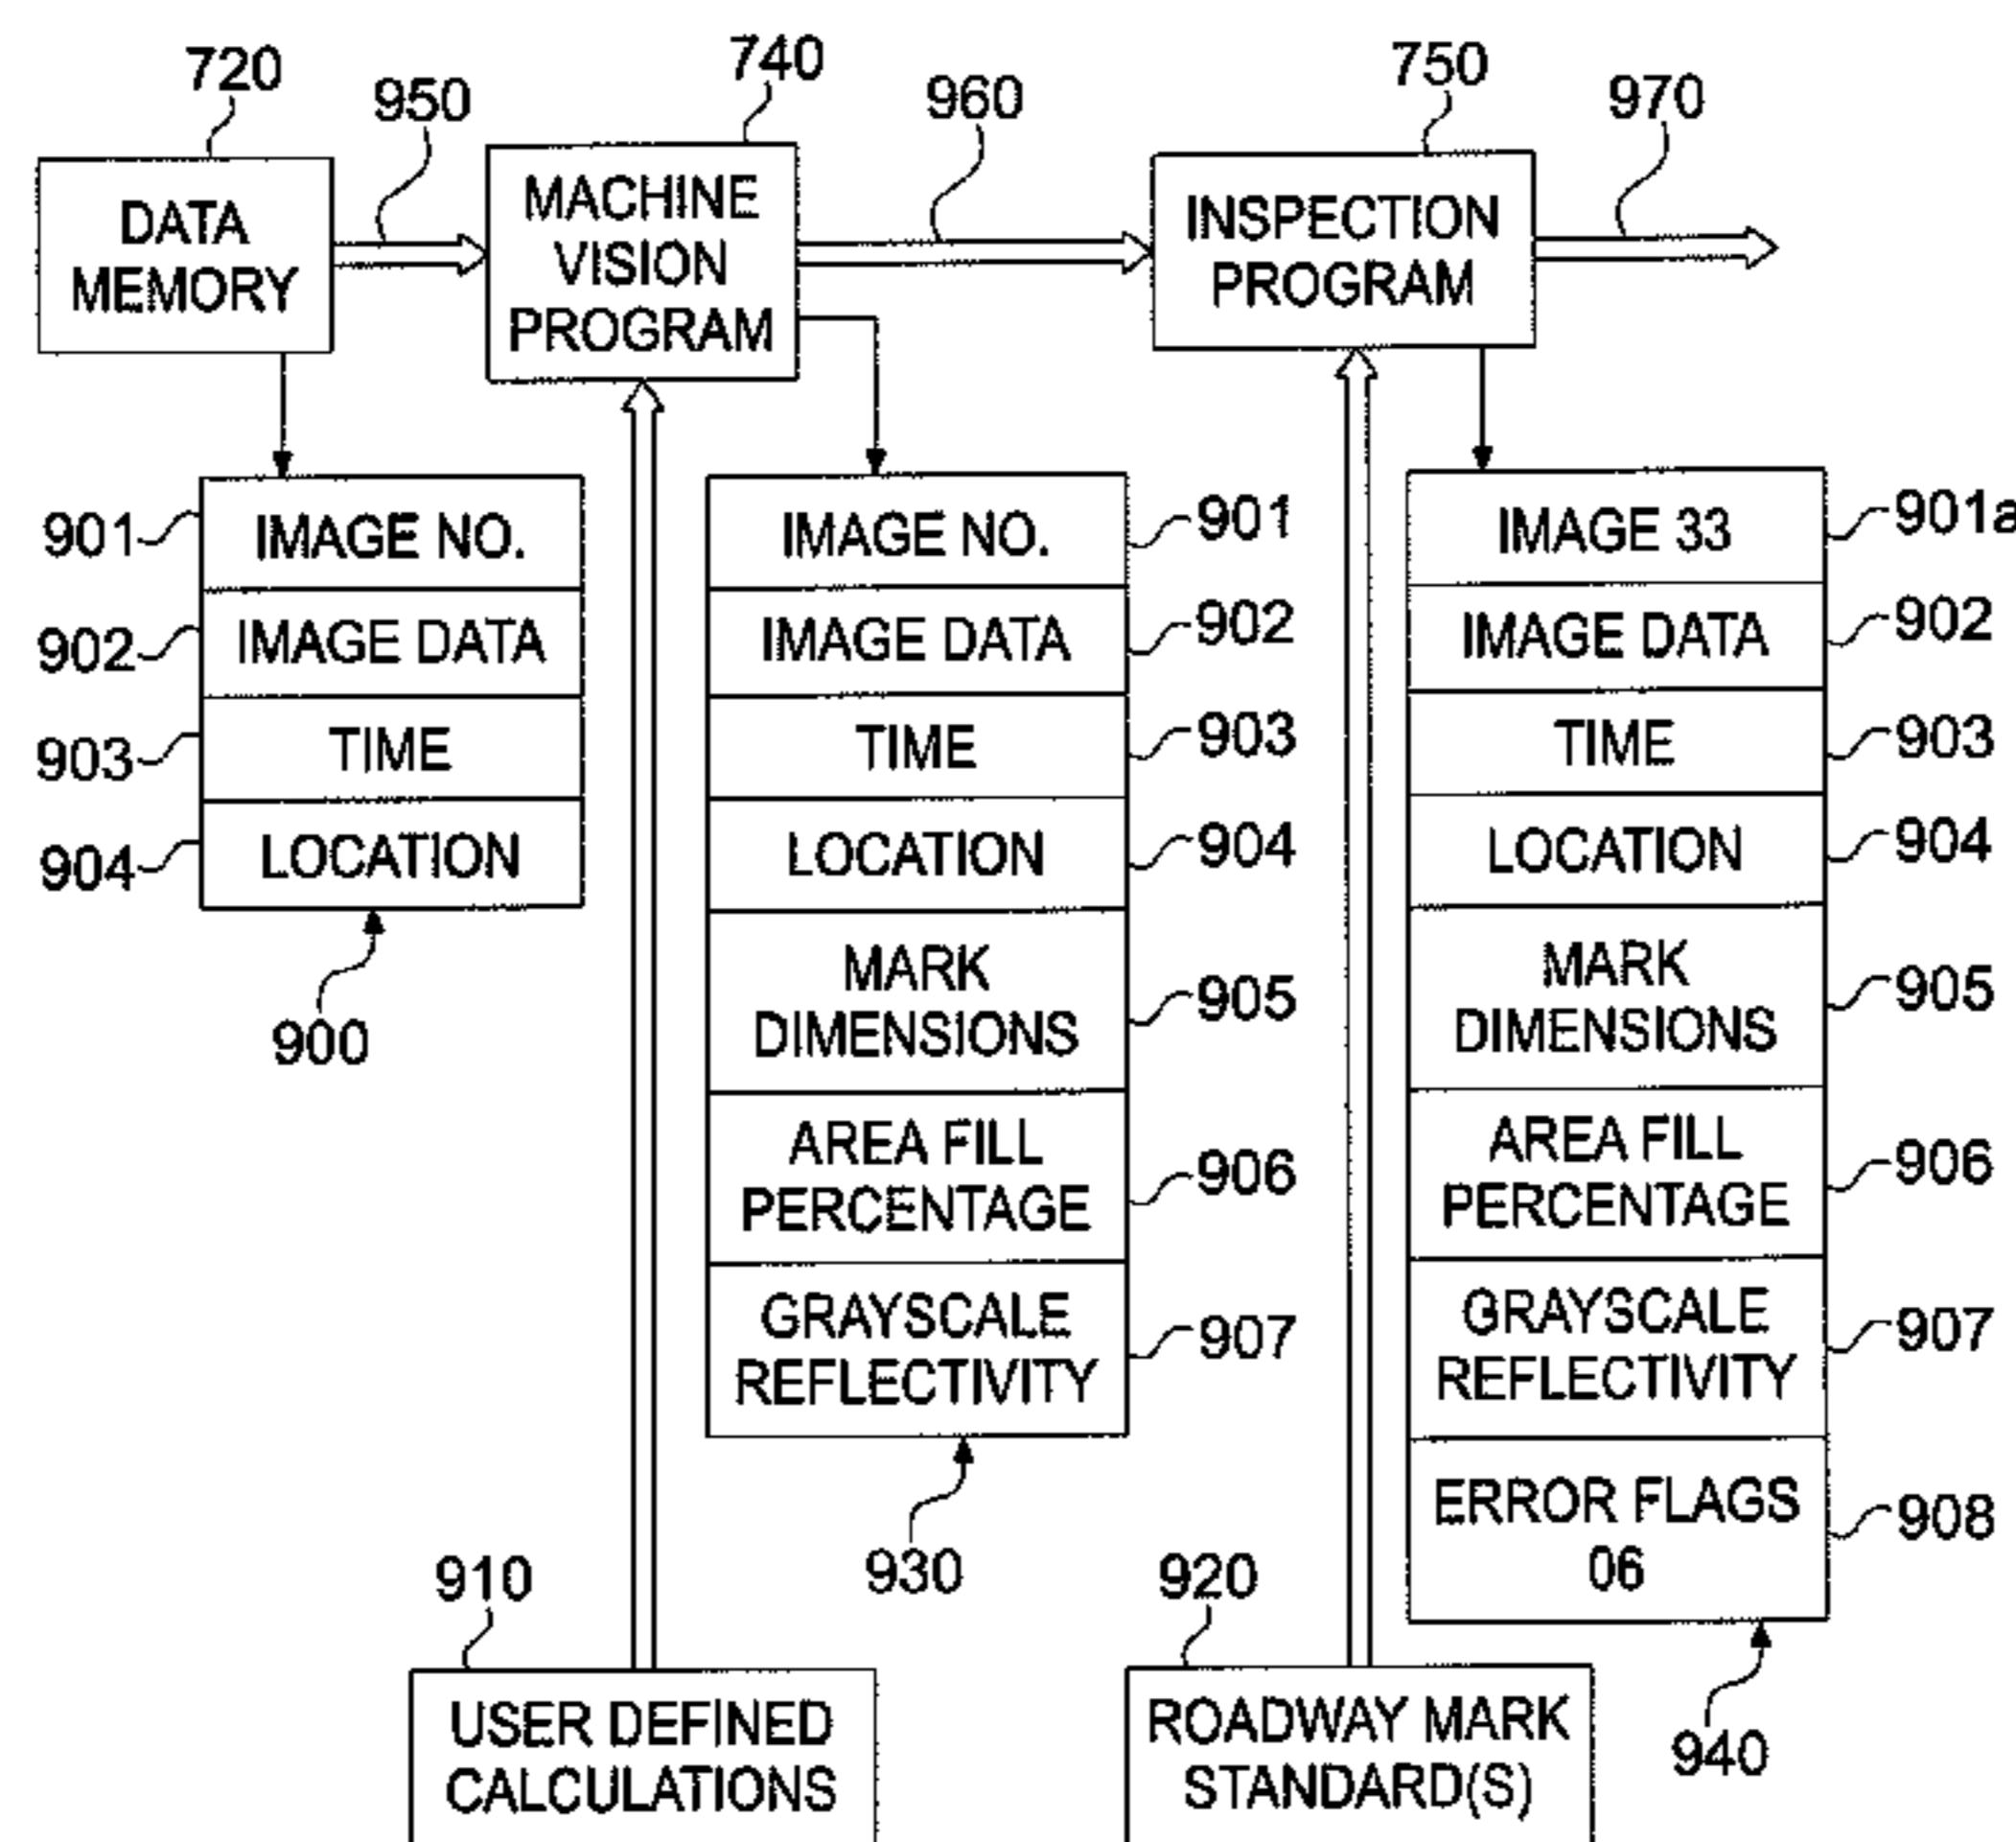 720
950
740
960
750
970
DATA
MEMORY
MACHINE
VISION
PROGRAM
INSPECTION
PROGRAM
901
IMAGE NO.
902
IMAGE DATA
903
TIME
904
LOCATION
900
IMAGE NO.
901
IMAGE DATA
902
TIME
903
LOCATION
904
MARK
DIMENSIONS
905
AREA FILL
PERCENTAGE
906
GRAYSCALE
REFLECTIVITY
907
930
IMAGE 33
901a
IMAGE DATA
902
TIME
903
LOCATION
904
MARK
DIMENSIONS
905
AREA FILL
PERCENTAGE
906
GRAYSCALE
REFLECTIVITY
907
ERROR FLAGS
06
908
940
910
USER DEFINED
CALCULATIONS
920
ROADWAY MARK
STANDARD(S)